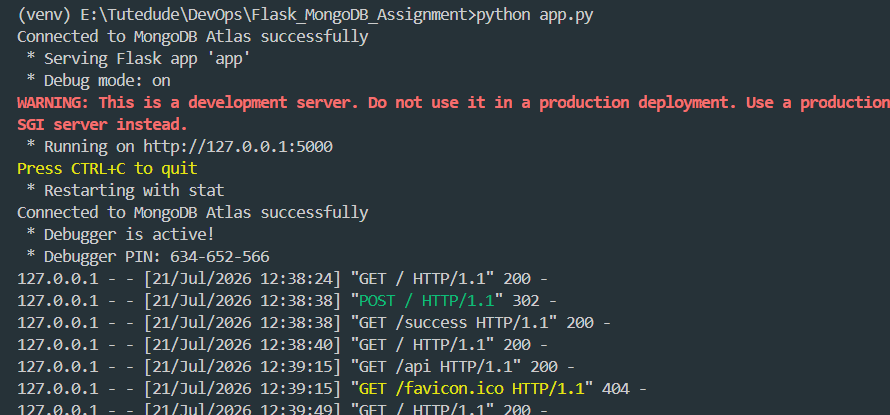 (venv) E:\Tutedude\DevOps\Flask_MongoDB_Assignment>python app.py
Connected to MongoDB Atlas successfully
 * Serving Flask app 'app'
 * Debug mode: on
WARNING: This is a development server. Do not use it in a production deployment. Use a production
SGI server instead.
 * Running on http://127.0.0.1:5000
Press CTRL+C to quit
 * Restarting with stat
Connected to MongoDB Atlas successfully
 * Debugger is active!
 * Debugger PIN: 634-652-566
127.0.0.1 - - [21/Jul/2026 12:38:24] "GET / HTTP/1.1" 200 -
127.0.0.1 - - [21/Jul/2026 12:38:38] "POST / HTTP/1.1" 302 -
127.0.0.1 - - [21/Jul/2026 12:38:38] "GET /success HTTP/1.1" 200 -
127.0.0.1 - - [21/Jul/2026 12:38:40] "GET / HTTP/1.1" 200 -
127.0.0.1 - - [21/Jul/2026 12:39:15] "GET /api HTTP/1.1" 200 -
127.0.0.1 - - [21/Jul/2026 12:39:15] "GET /favicon.ico HTTP/1.1" 404 -
127.0.0.1 - - [21/Jul/2026 12:39:49] "GET / HTTP/1.1" 200 -